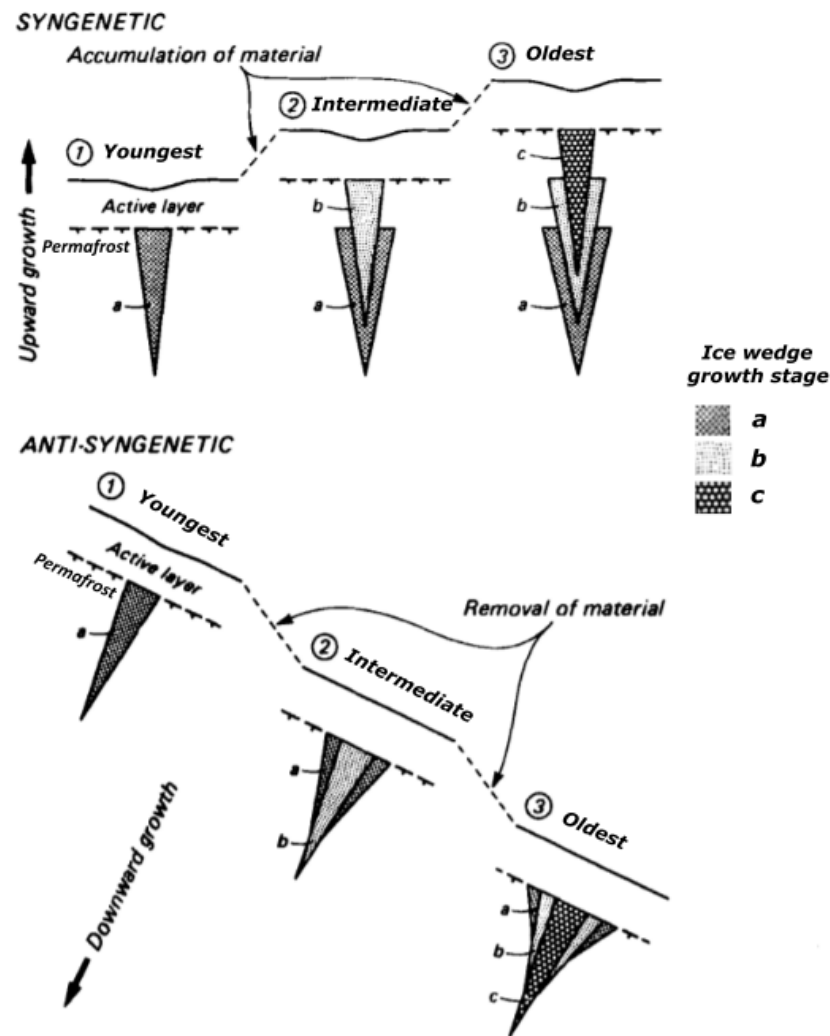 SYNGENETIC
Accumulation of material
3 Oldest
2 Intermediate
1 Youngest
c
Active layer
b
b
Permafrost
Upward growth
a
a
a
Ice wedge
growth stage
a
b
c
ANTI-SYNGENETIC
1 Youngest
Active layer
Permafrost
a
Removal of material
2 Intermediate
a
b
3 Oldest
Downward growth
a
b
c